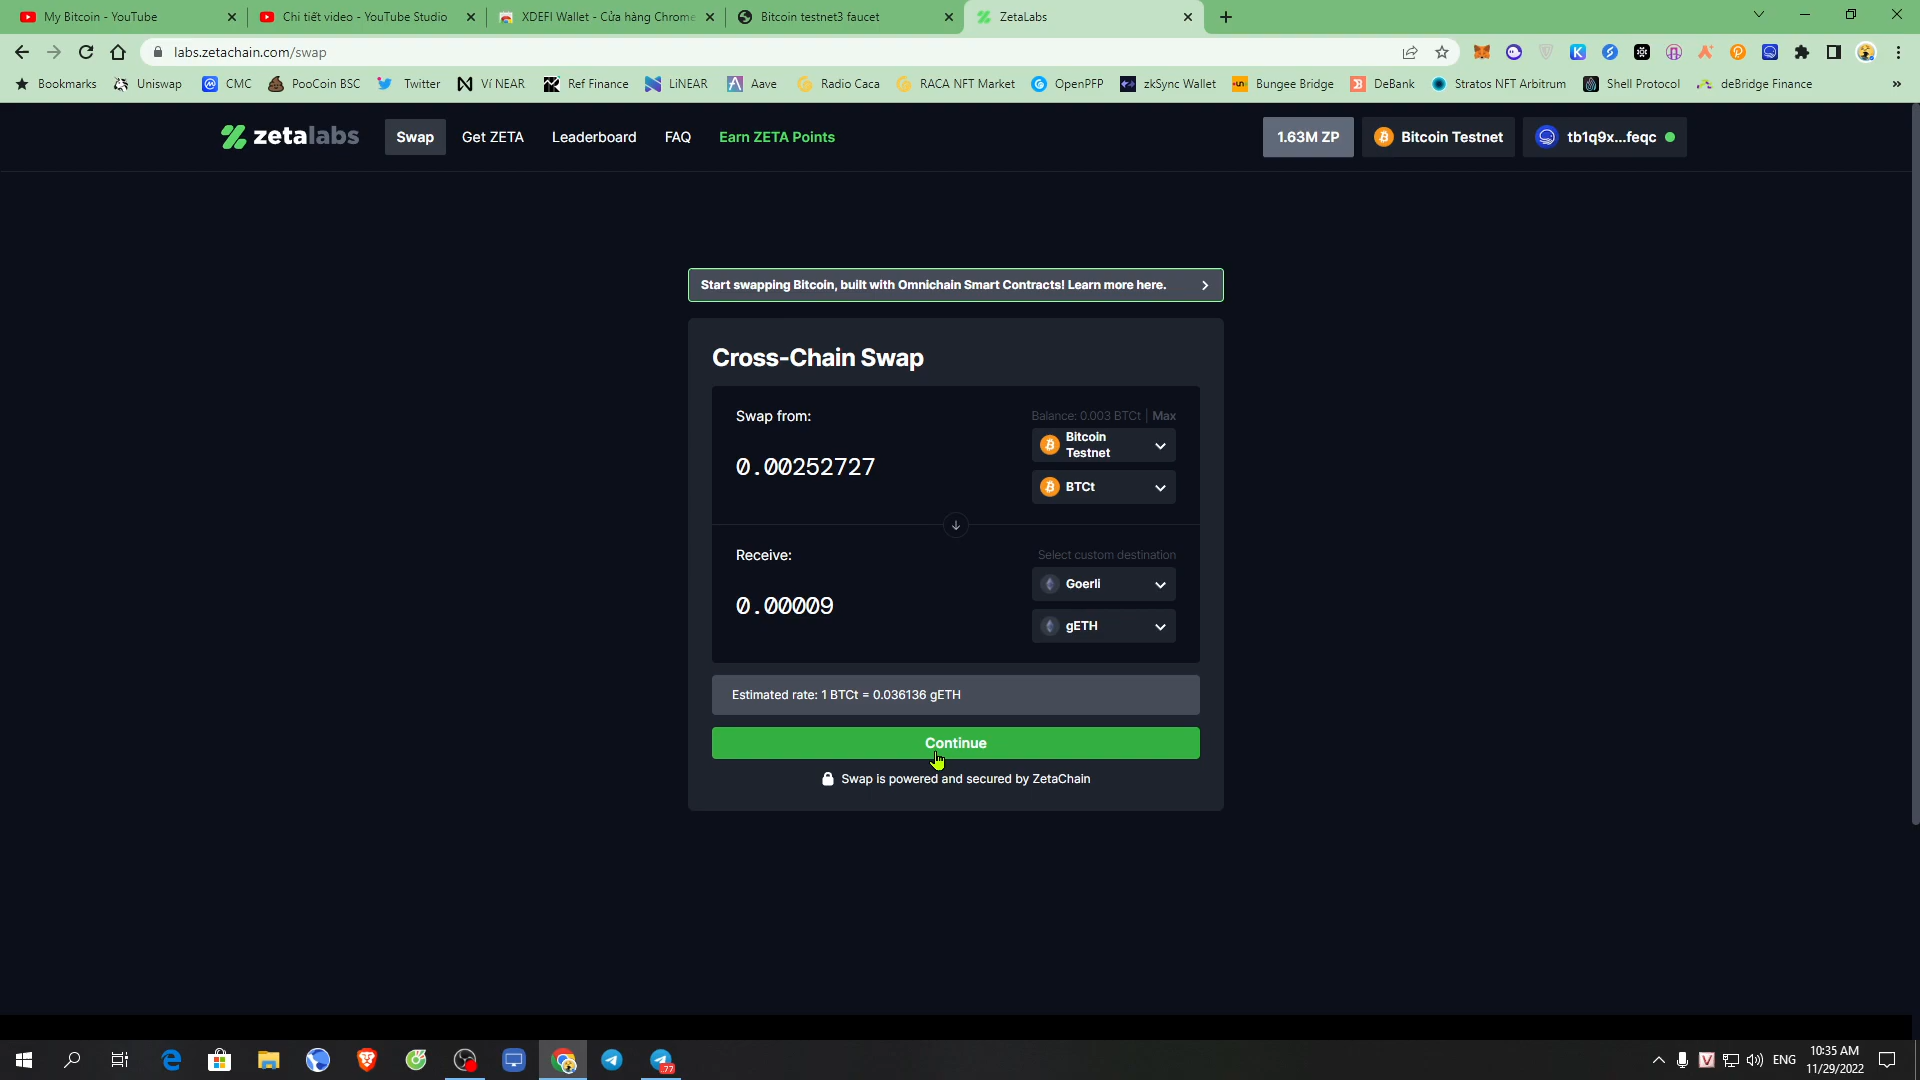 My Bitcoin - YouTube
Chi tiết video - YouTube Studio
XDEFI Wallet - Cửa hàng Chrome
Bitcoin testnet3 faucet
ZetaLabs
labs.zetachain.com/swap
Bookmarks
Uniswap
CMC
PooCoin BSC
Twitter
Ví NEAR
Ref Finance
LiNEAR
Aave
Radio Caca
RACA NFT Market
OpenPFP
zkSync Wallet
Bungee Bridge
DeBank
Stratos NFT Arbitrum
Shell Protocol
deBridge Finance
zetalabs
Swap
Get ZETA
Leaderboard
FAQ
Earn ZETA Points
1.63M ZP
Bitcoin Testnet
tb1q9x...feqc
Start swapping Bitcoin, built with Omnichain Smart Contracts! Learn more here.
Cross-Chain Swap
Swap from:
Balance: 0.003 BTCt | Max
Bitcoin
Testnet
0.00252727
BTCt
Receive:
Select custom destination
Goerli
0.00009
gETH
Estimated rate: 1 BTCt = 0.036136 gETH
Continue
Swap is powered and secured by ZetaChain
77
ENG
10:35 AM
11/29/2022